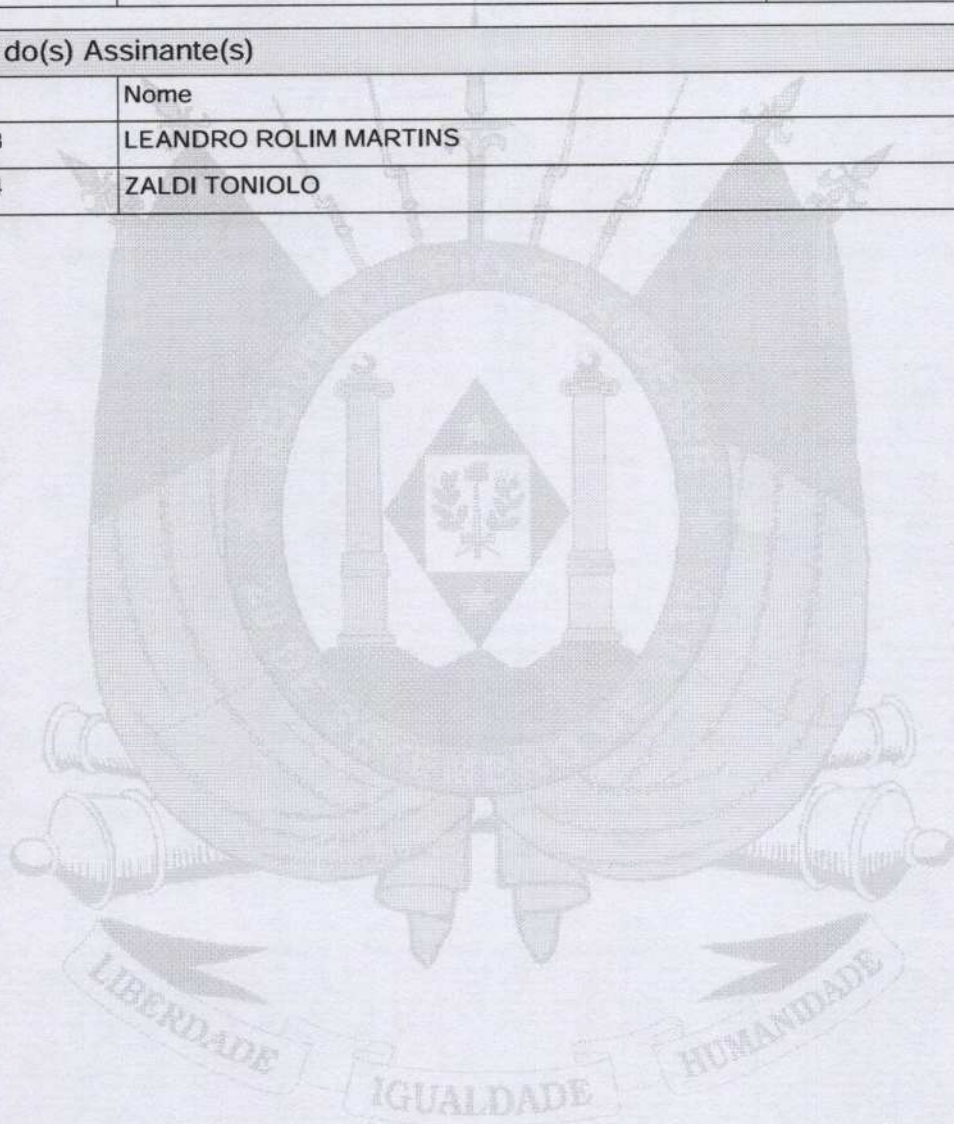 do(s) Assinante(s)
Nome
LEANDRO ROLIM MARTINS
ZALDI TONIOLO
LIBERDADE
IGUALDADE
HUMANIDADE